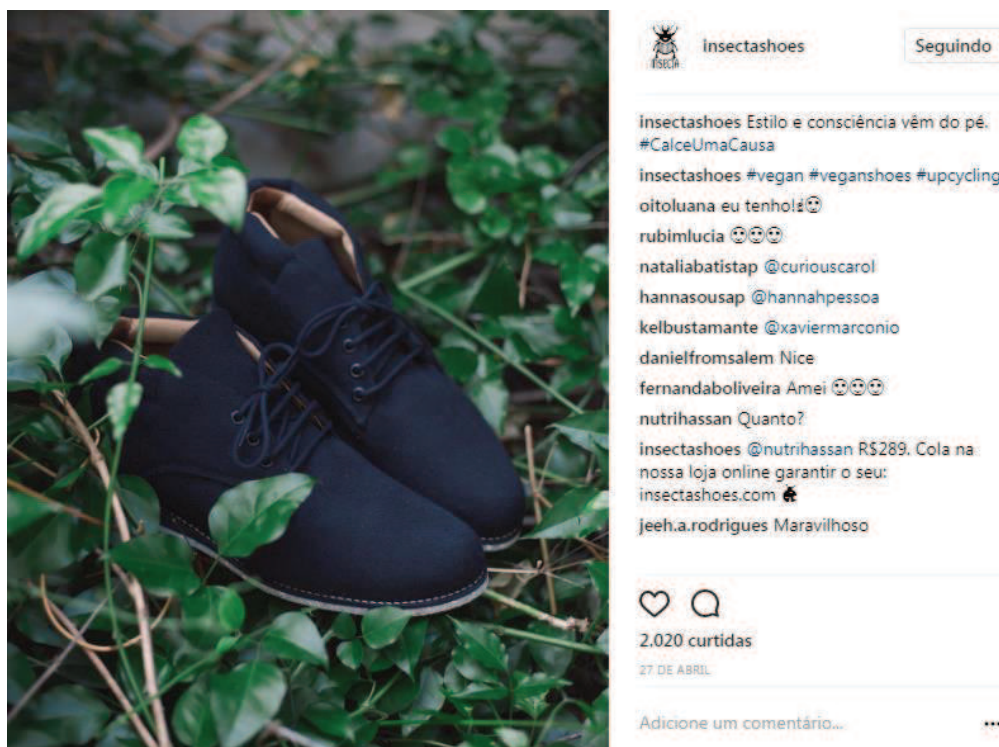 INSECTA
insectashoes
Seguindo
insectashoes Estilo e consciência vêm do pé.
#CalceUmaCausa
insectashoes #vegan #veganshoes #upcycling
oitoluana eu tenho!
rubimlucia
nataliabatistap @curiouscarol
hannasousap @hannahpessoa
kelbustamante @xaviermarconio
danielfromsalem Nice
fernandaboliveira Amei
nutrihassan Quanto?
insectashoes @nutrihassan R$289. Cola na
nossa loja online garantir o seu:
insectashoes.com
jeeh.a.rodrigues Maravilhoso
2.020 curtidas
27 DE ABRIL
Adicione um comentário...